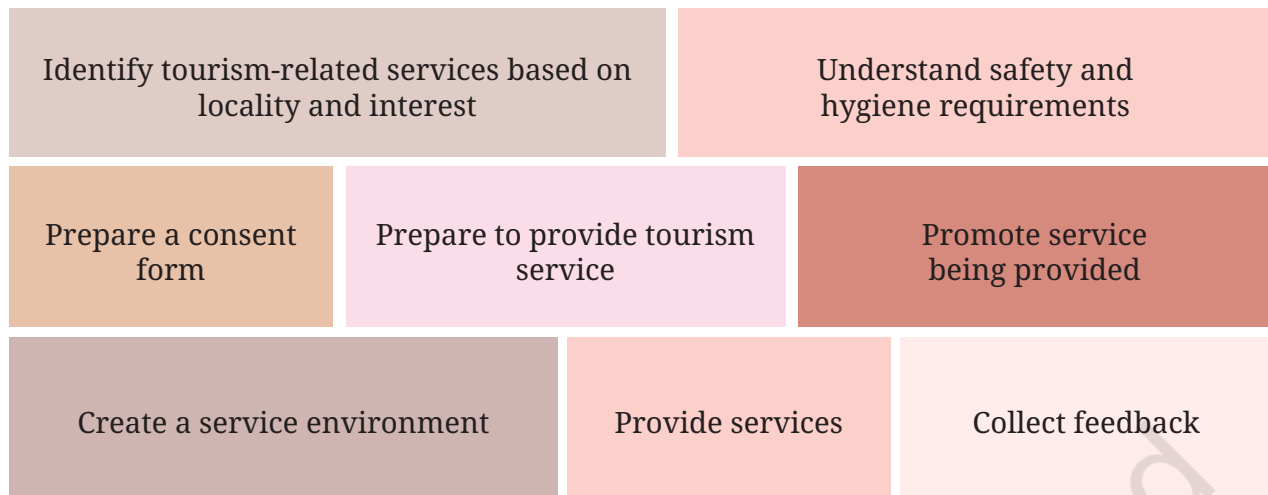 Identify tourism-related services based on
locality and interest
Understand safety and
hygiene requirements
Prepare a consent
form
Prepare to provide tourism
service
Promote service
being provided
Create a service environment
Provide services
Collect feedback